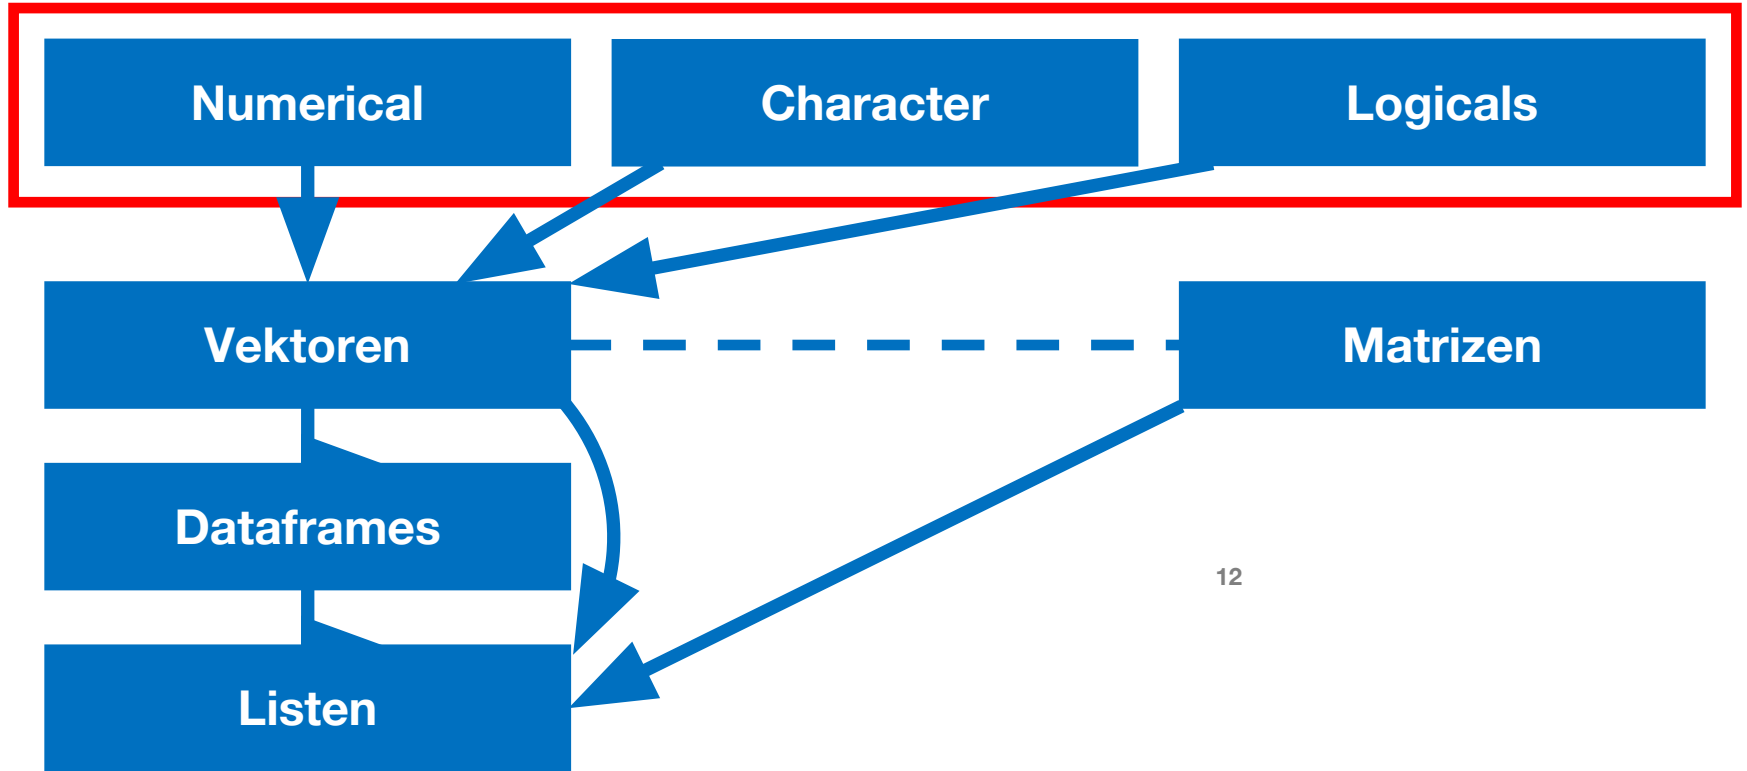 Numerical
Character
Logicals
Vektoren
Matrizen
Dataframes
12
Listen